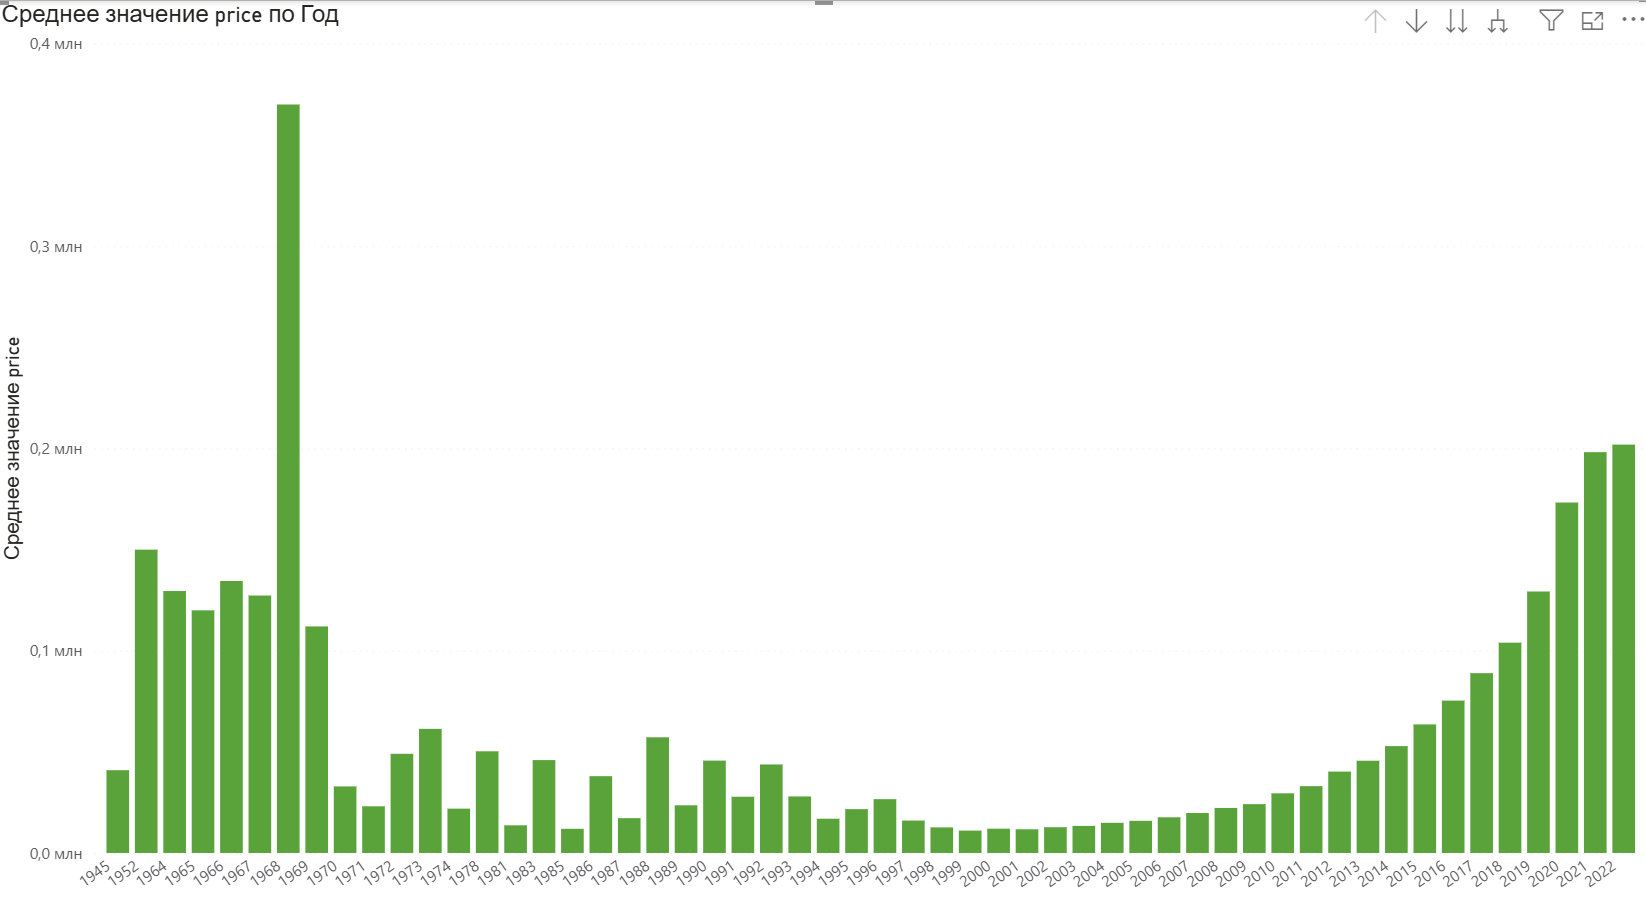 Среднее значение price по Год
0,4 млн
0,3 млн
0,2 млн
0,1 млн
0,0 млн
Среднее значение price
1945 1952 1964 1965 1966 1967 1968 1969 1970 1971 1972 1973 1974 1978 1981 1983 1985 1986 1987 1988 1989 1990 1991 1992 1993 1994 1995 1996 1997 1998 1999 2000 2001 2002 2003 2004 2005 2006 2007 2008 2009 2010 2011 2012 2013 2014 2015 2016 2017 2018 2019 2020 2021 2022